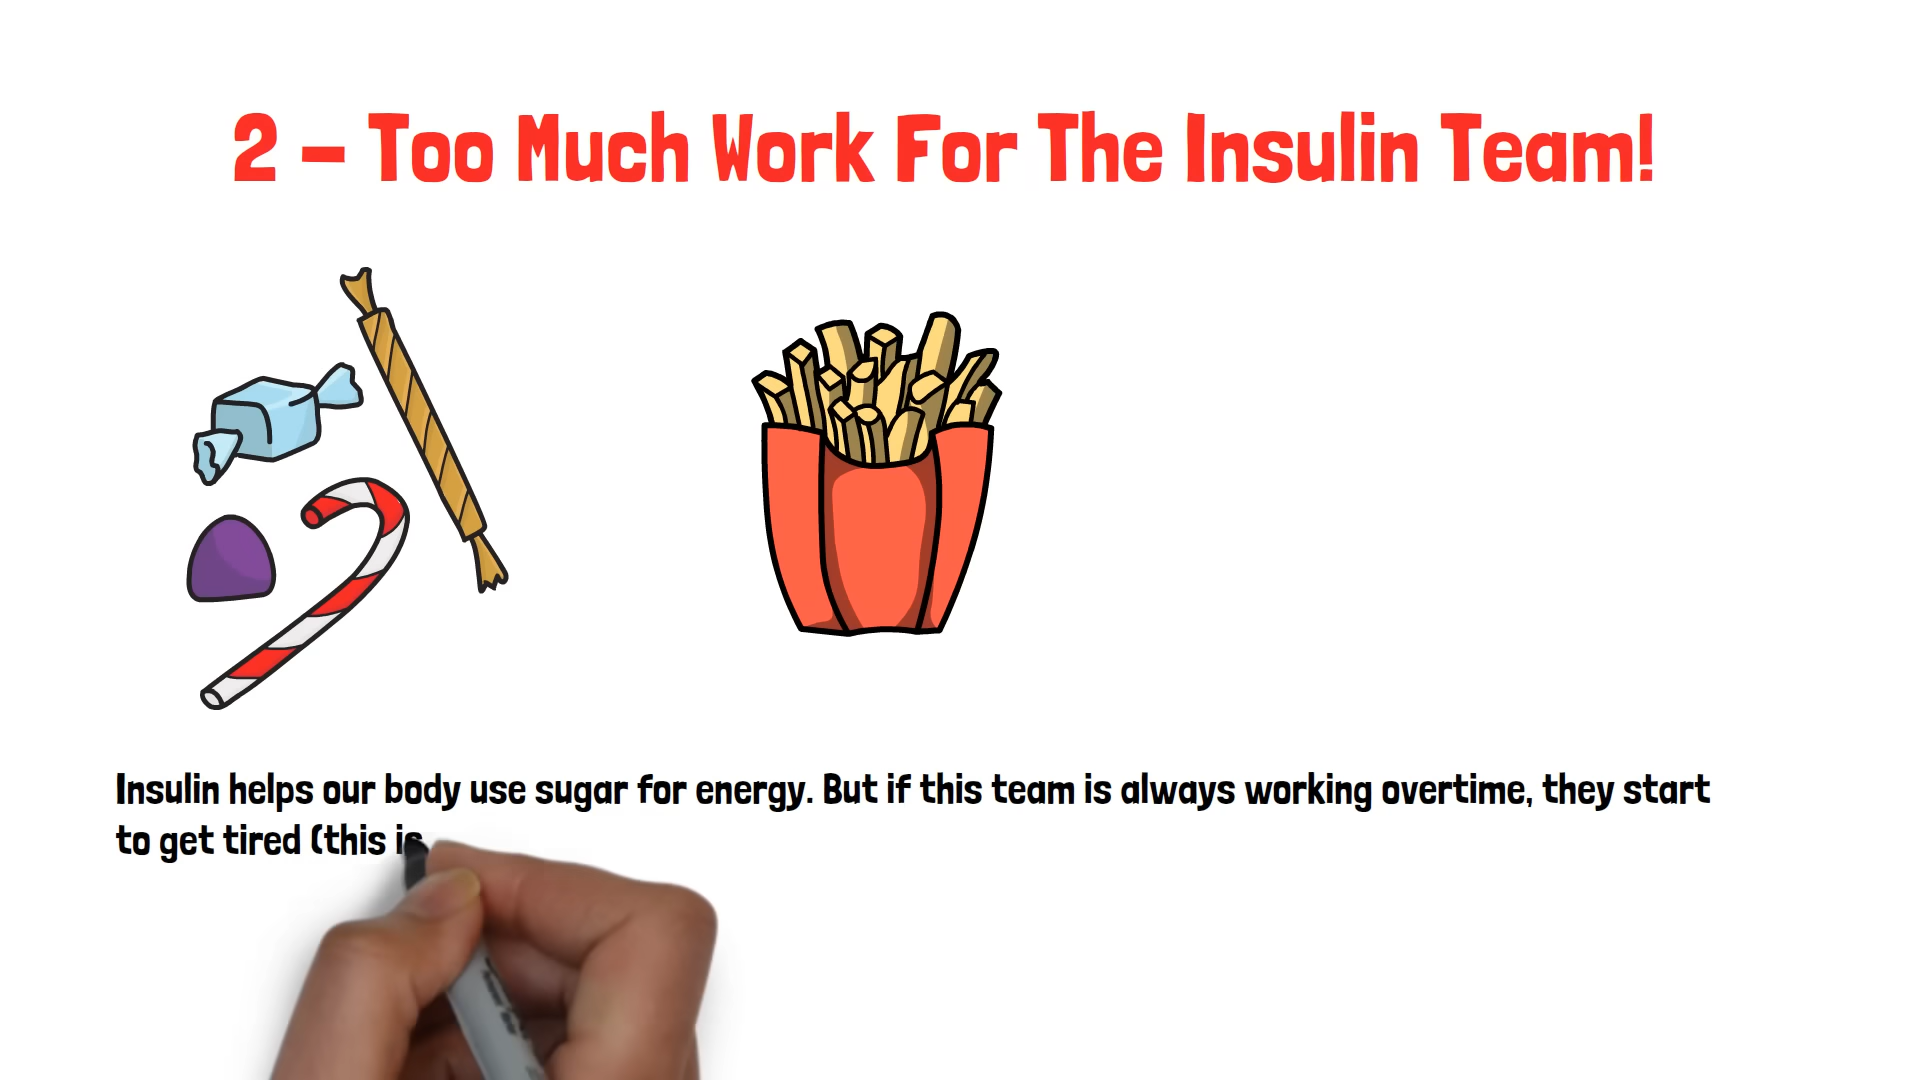 2 – Too Much Work For The Insulin Team!
Insulin helps our body use sugar for energy. But if this team is always working overtime, they start
to get tired (this is